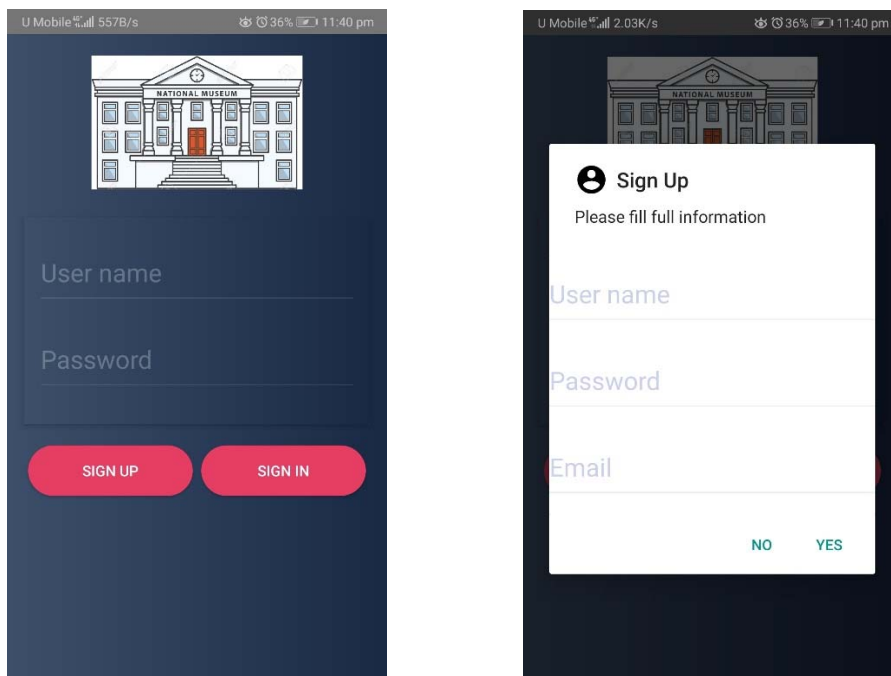 U Mobile 557B/s 36% 11:40 pm
NATIONAL MUSEUM
User name
Password
SIGN UP SIGN IN
U Mobile 2.03K/s 36% 11:40 pm
NATIONAL MUSEUM
Sign Up
Please fill full information
User name
Password
Email
NO YES